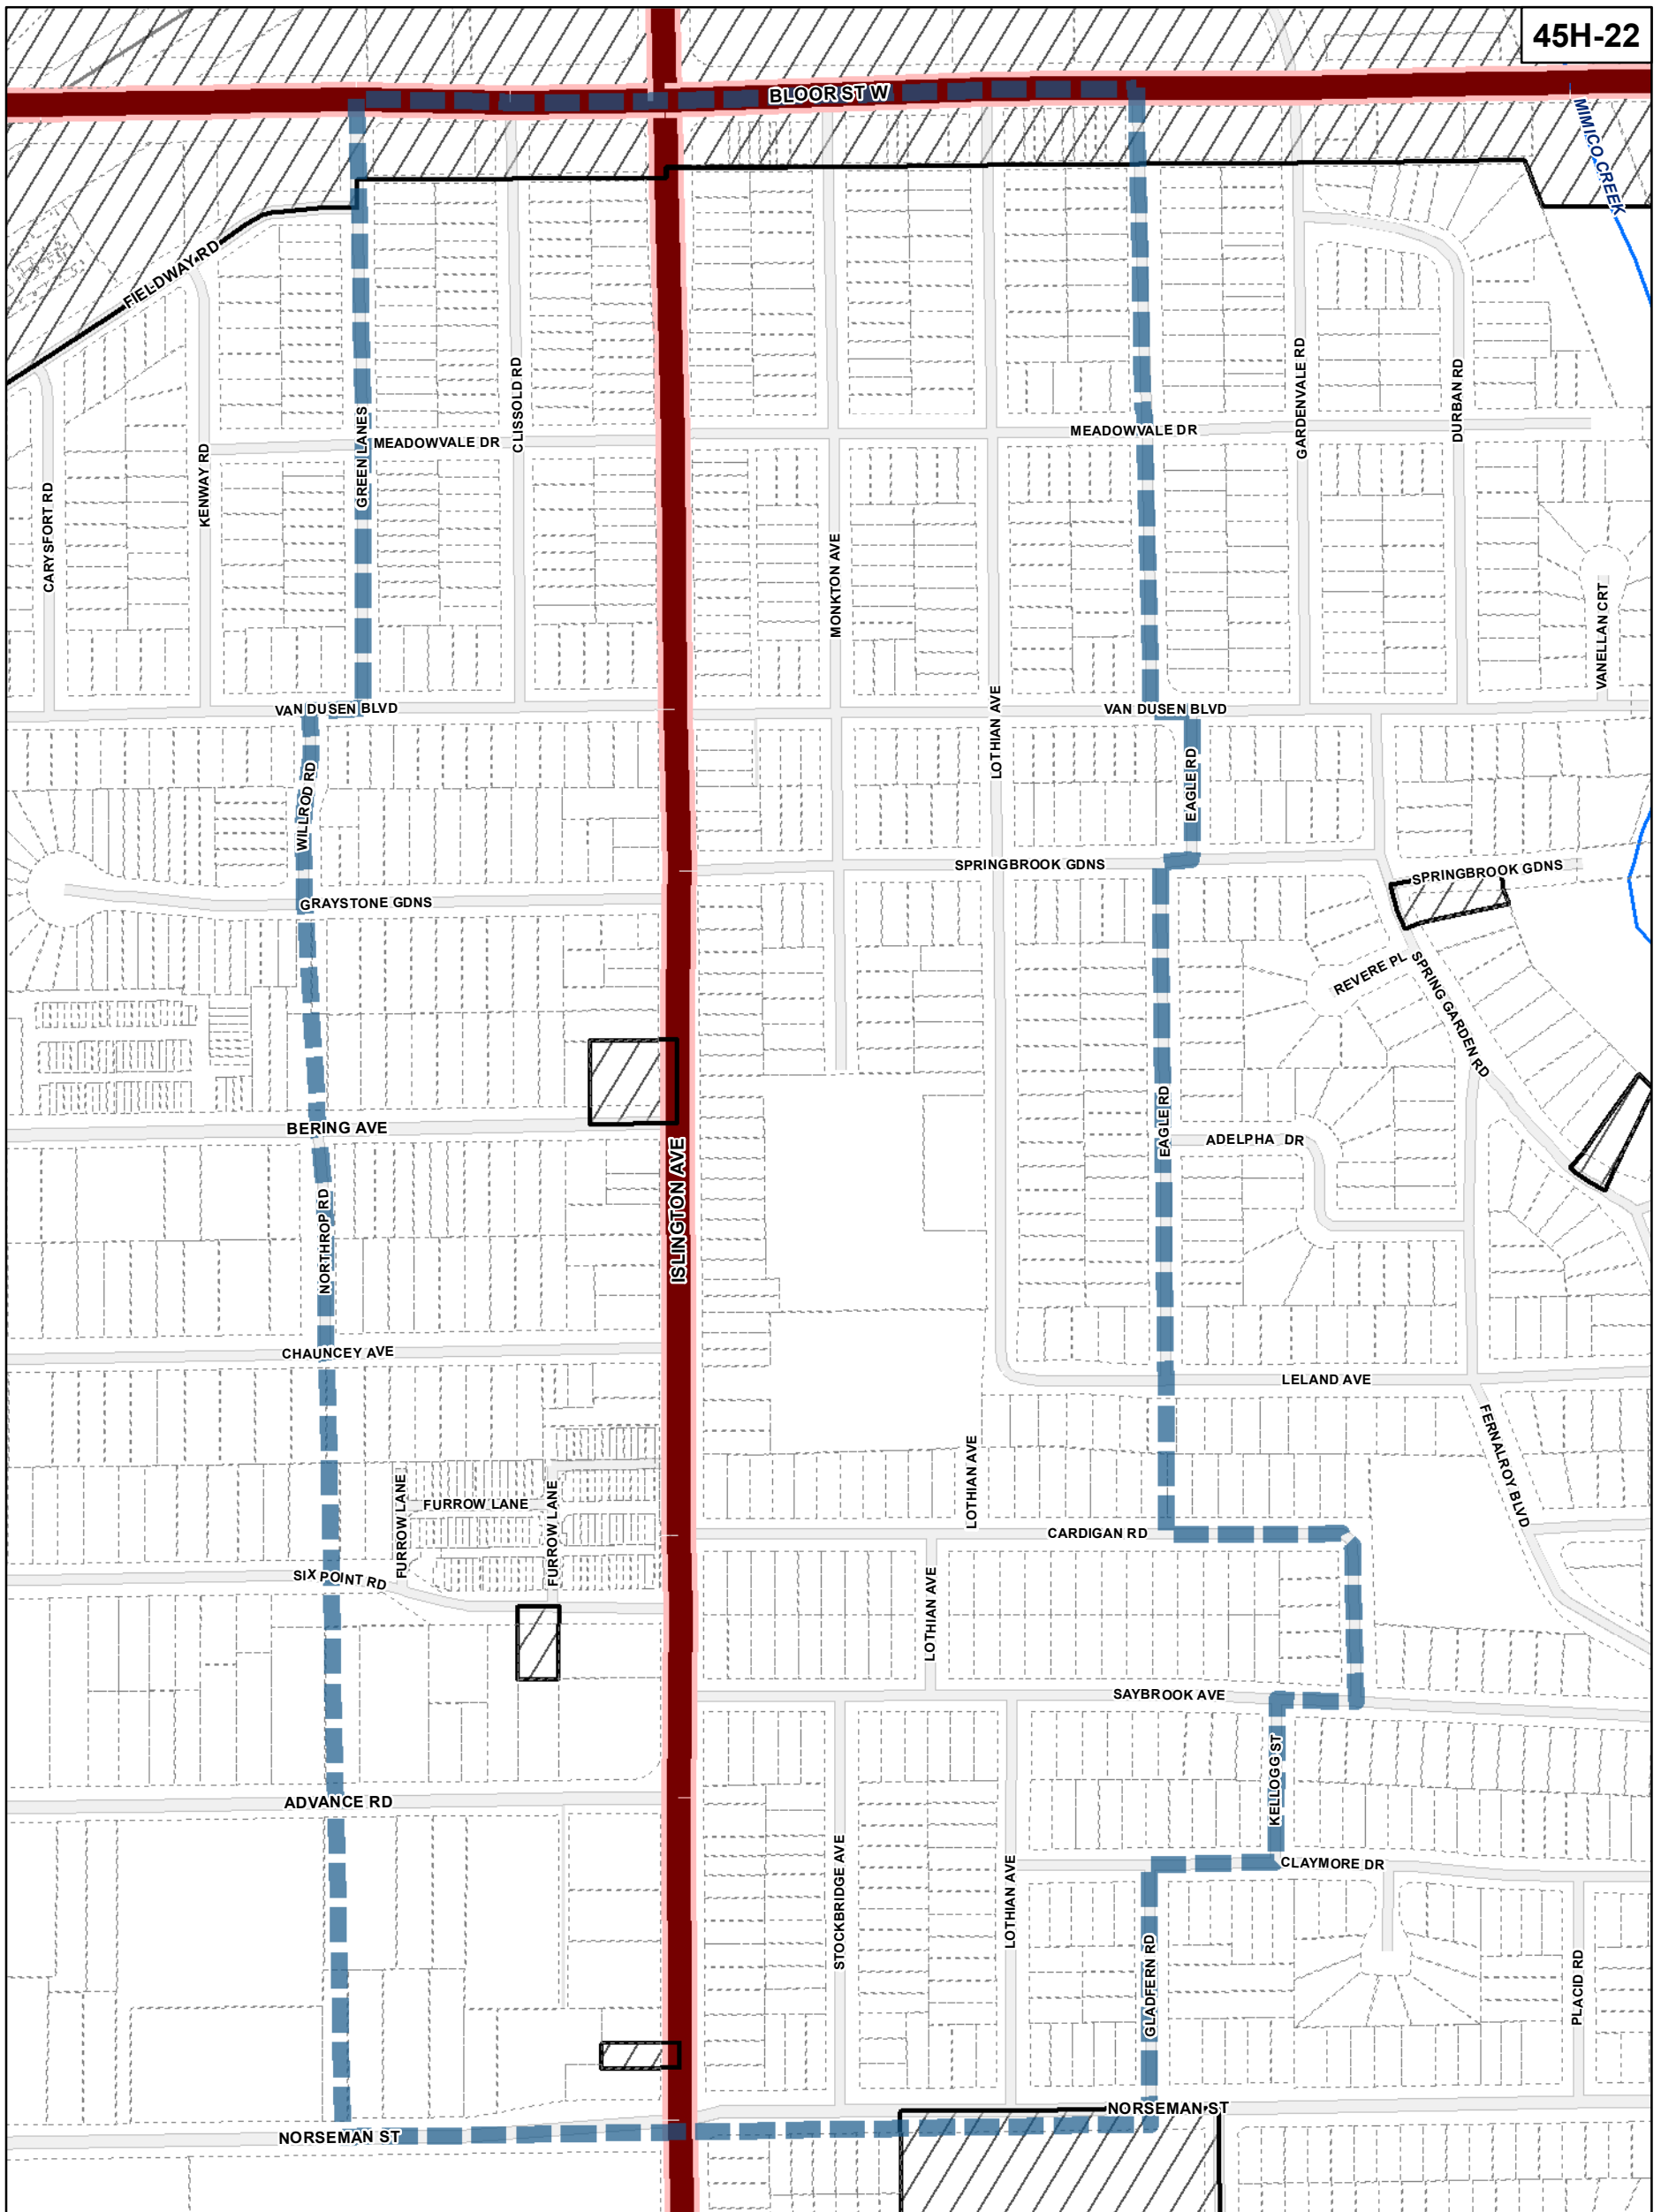 45H-22
BLOOR ST W
MIMICO CREEK
FIELDWAY RD
CARYSFORT RD
KENWAY RD
GREEN LANES
MEADOWVALE DR
CLISSOLD RD
MEADOWVALE DR
GARDENVALE RD
DURBAN RD
MONKTON AVE
VANELLAN CRT
VAN DUSEN BLVD
LOTHIAN AVE
VAN DUSEN BLVD
EAGLE RD
WILLROD RD
SPRINGBROOK GDNS
SPRINGBROOK GDNS
GRAYSTONE GDNS
REVERE PL
SPRING GARDEN RD
BERING AVE
EAGLE RD
ADELPHA DR
ISLINGTON AVE
NORTHROP RD
CHAUNCEY AVE
LELAND AVE
FERNALROY BLVD
LOTHIAN AVE
FURROW LANE
FURROW LANE
FURROW LANE
CARDIGAN RD
SIX POINT RD
LOTHIAN AVE
SAYBROOK AVE
KELLOGG ST
ADVANCE RD
STOCKBRIDGE AVE
LOTHIAN AVE
CLAYMORE DR
GLADFERN RD
PLACID RD
NORSEMAN ST
NORSEMAN ST